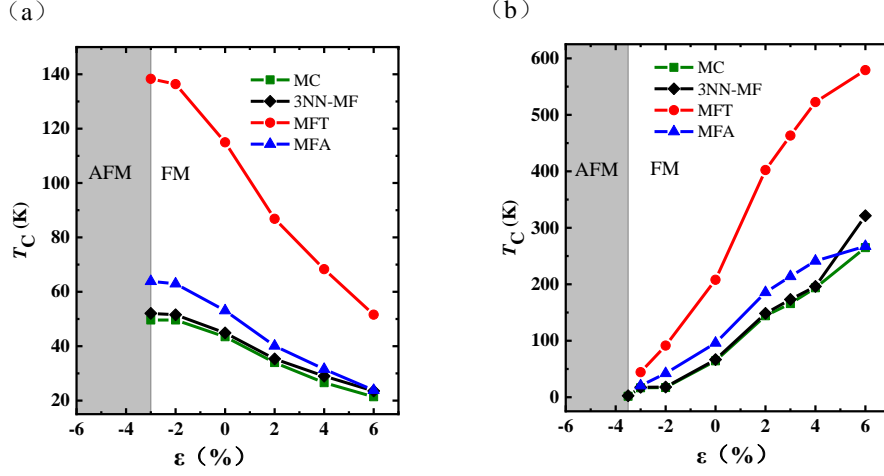 (a)
140
120
100
80
60
40
20
-6
-4
-2
0
2
4
6
T_C (K)
ε（%）
AFM
FM
MC
3NN-MF
MFT
MFA
(b)
600
500
400
300
200
100
0
-6
-4
-2
0
2
4
6
T_C (K)
ε（%）
AFM
FM
MC
3NN-MF
MFT
MFA